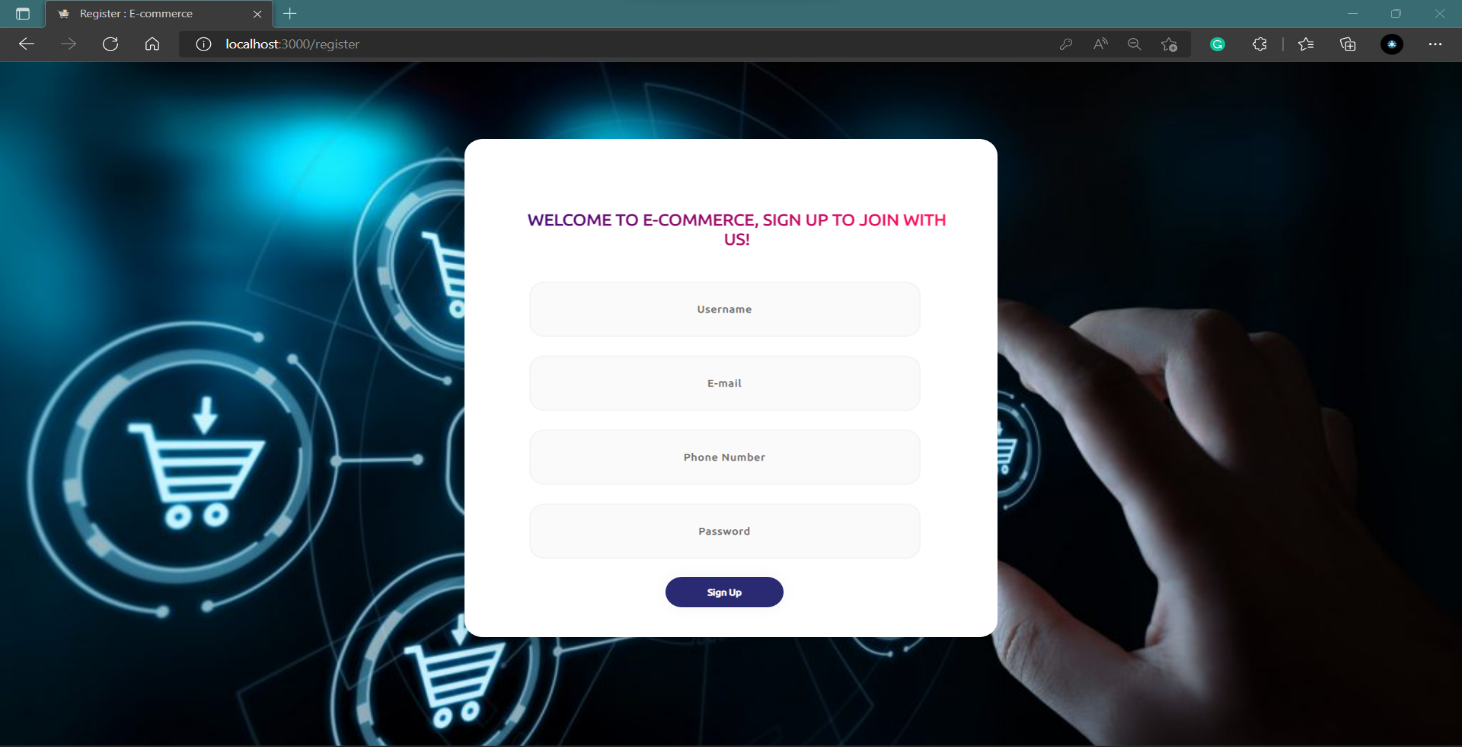 Register : E-commerce
localhost:3000/register
WELCOME TO E-COMMERCE, SIGN UP TO JOIN WITH
US!
Username
E-mail
Phone Number
Password
Sign Up